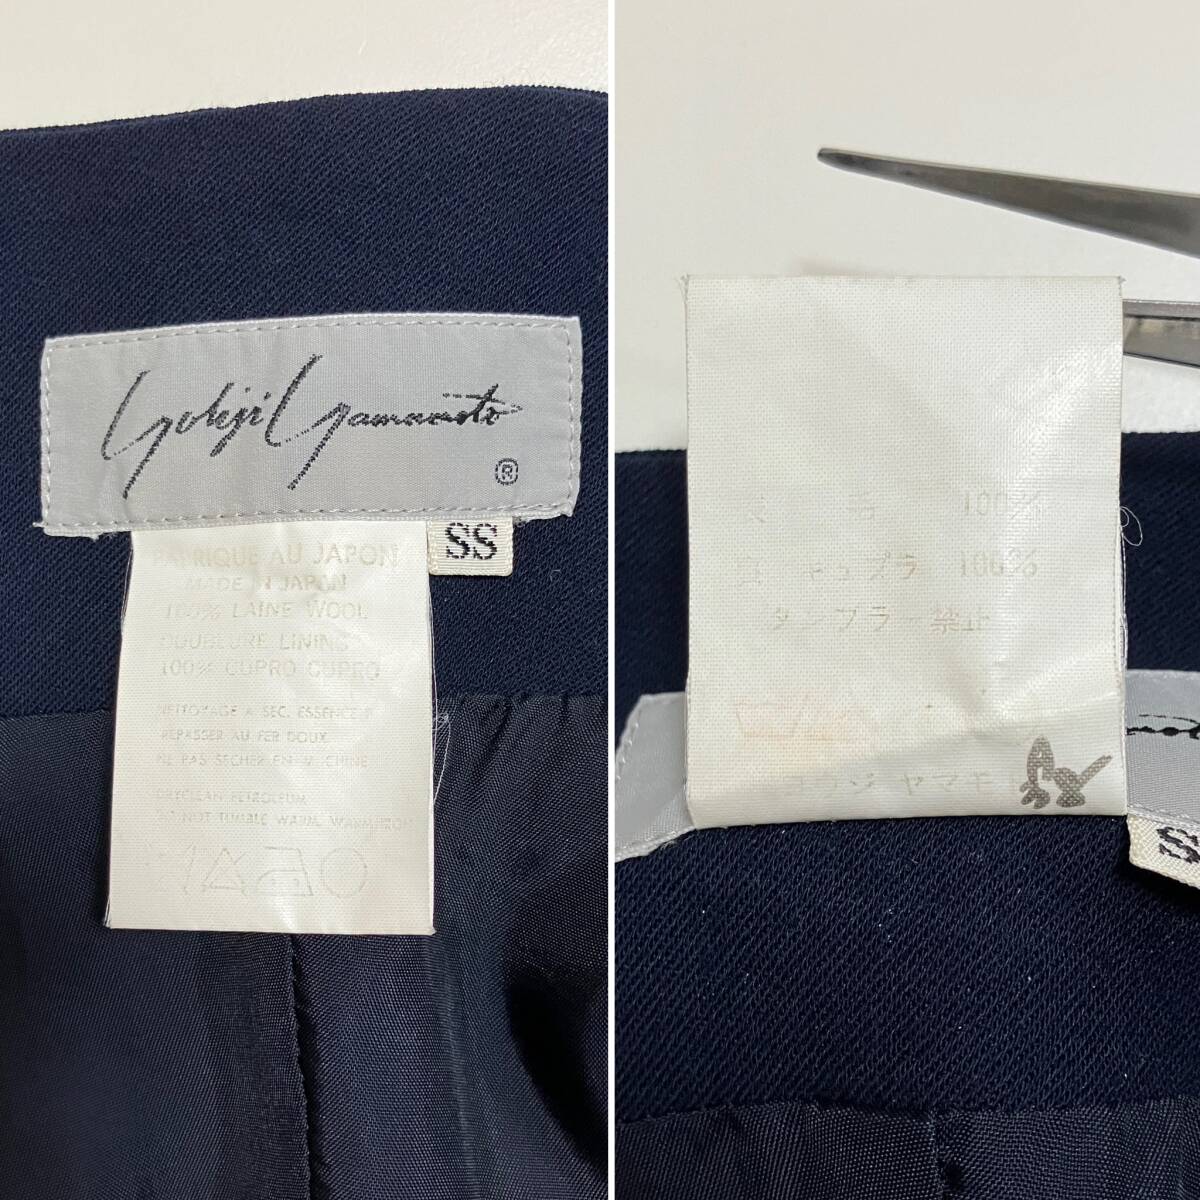 Yohji Yamamoto
®
SS
FABRIQUE AU JAPON
MADE IN JAPAN
100% LAINE WOOL
DOUBLURE LINING
100% CUPRO CUPRO
NETTOYAGE A SEC. ESSENCE
REPASSER AU FER DOUX
NE PAS SECHER EN MACHINE
DRYCLEAN PETROLEUM
DO NOT TUMBLE WARM.
毛 100%
キュプラ 100%
タンブラー禁止
ヨウジ ヤマモト